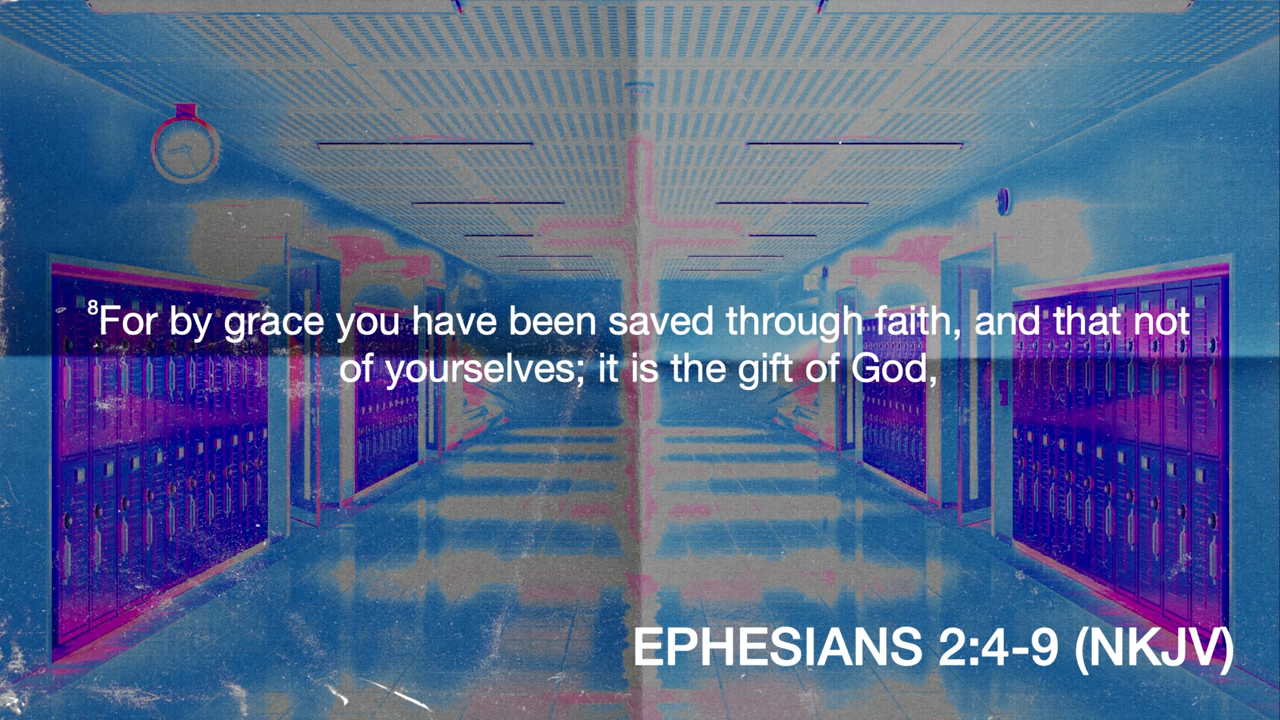 ⁸For by grace you have been saved through faith, and that not
of yourselves; it is the gift of God,
EPHESIANS 2:4-9 (NKJV)